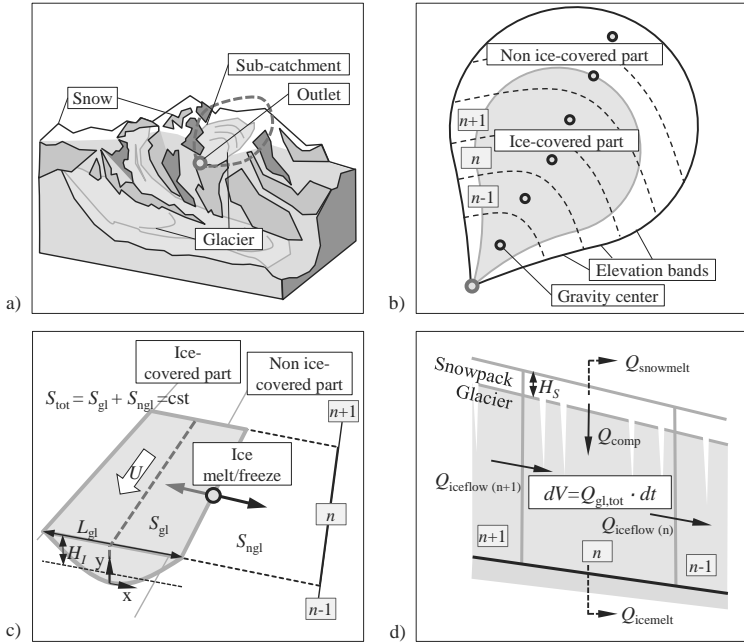 a)
Snow
Sub-catchment
Outlet
Glacier
b)
Non ice-covered part
n+1
Ice-covered part
n
n-1
Elevation bands
Gravity center
c)
Ice-
covered part
Non ice-
covered part
S_tot = S_gl + S_ngl =cst
n+1
U
Ice
melt/freeze
L_gl
S_gl
n
H_I
y
S_ngl
x
n-1
d)
Snowpack
Glacier
H_S
Q_snowmelt
Q_comp
Q_iceflow (n+1)
dV=Q_gl,tot · dt
Q_iceflow (n)
n+1
n
n-1
Q_icemelt